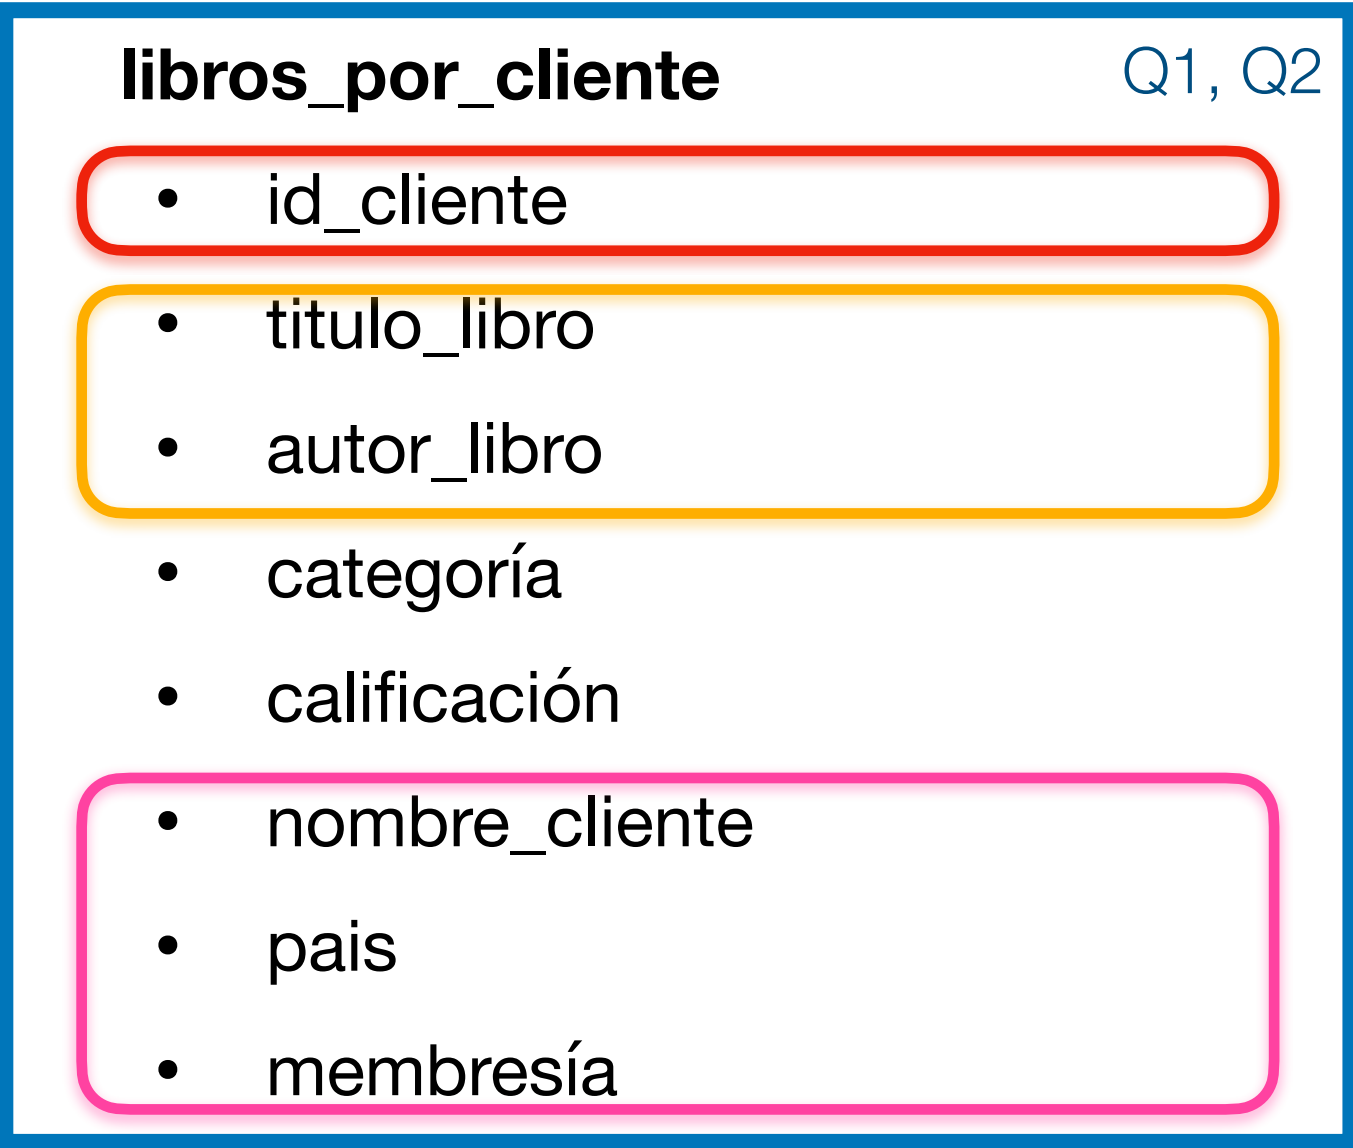 libros_por_cliente Q1, Q2
• id_cliente
• titulo_libro
• autor_libro
• categoría
• calificación
• nombre_cliente
• pais
• membresía